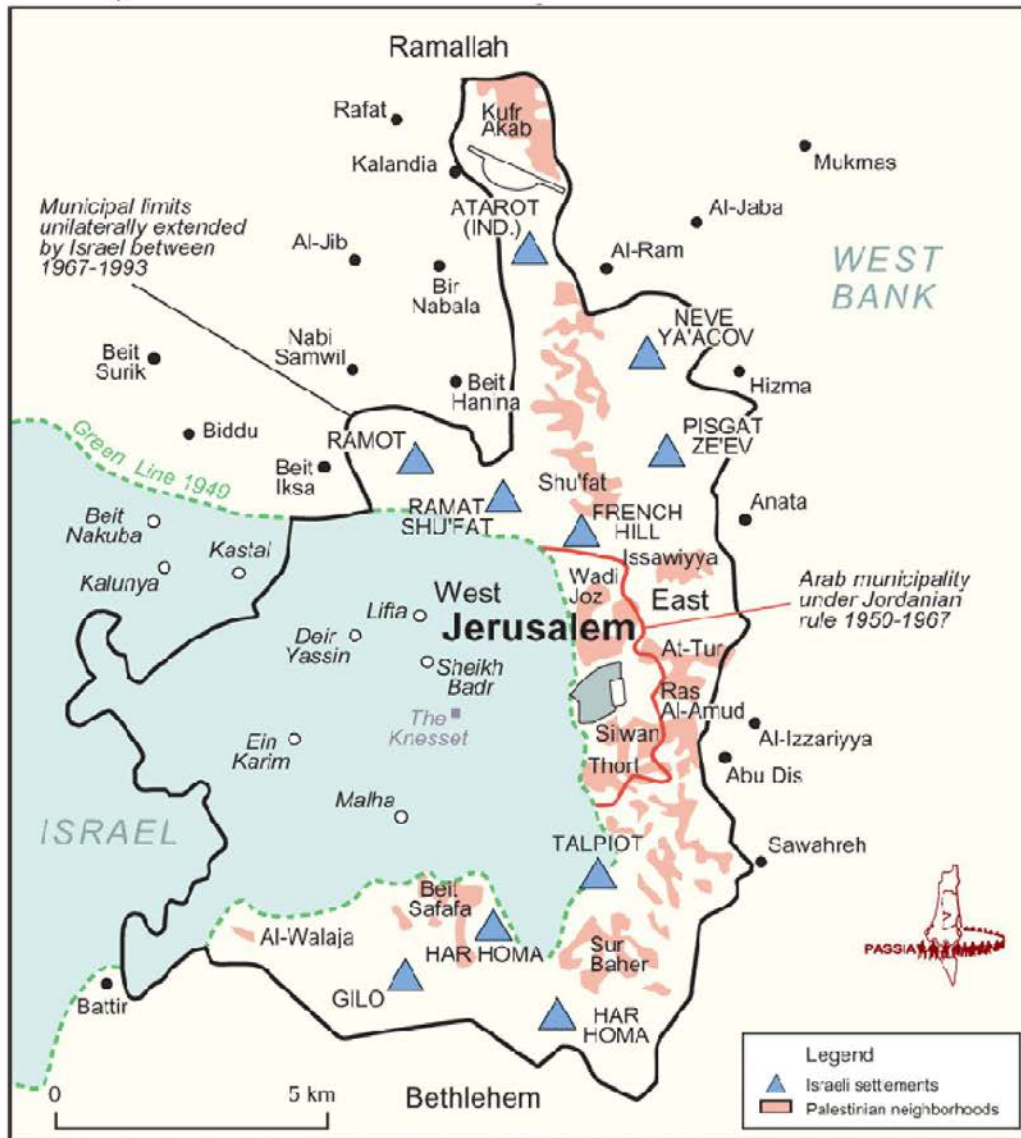 Ramallah
Rafat
Kufr
Akab
Kalandia
Mukmas
Municipal limits
unilaterally extended
by Israel between
1967-1993
ATAROT
(IND.)
Al-Jaba
Al-Jib
Al-Ram
Bir
Nabala
WEST
BANK
NEVE
YA'ACOV
Nabi
Samwil
Beit
Surik
Beit
Hanina
Hizma
Biddu
RAMOT
PISGAT
ZE'EV
Green Line 1949
Beit
Iksa
Shu'fat
RAMAT
SHU'FAT
FRENCH
HILL
Anata
Beit
Nakuba
Kastal
Kalunya
Issawiyya
Wadi
Joz
West
East
Jerusalem
Arab municipality
under Jordanian
rule 1950-1967
Lifta
Deir
Yassin
Sheikh
Badr
At-Tur
The
Knesset
Ras
Al-Amud
Silwan
Al-Izzariyya
Ein
Karim
Thori
Abu Dis
Malha
ISRAEL
TALPIOT
Sawahreh
Beit
Safafa
Al-Walaja
HAR HOMA
Sur
Baher
PASSIA
GILO
Battir
HAR
HOMA
0 5 km
Bethlehem
Legend
Israeli settlements
Palestinian neighborhoods